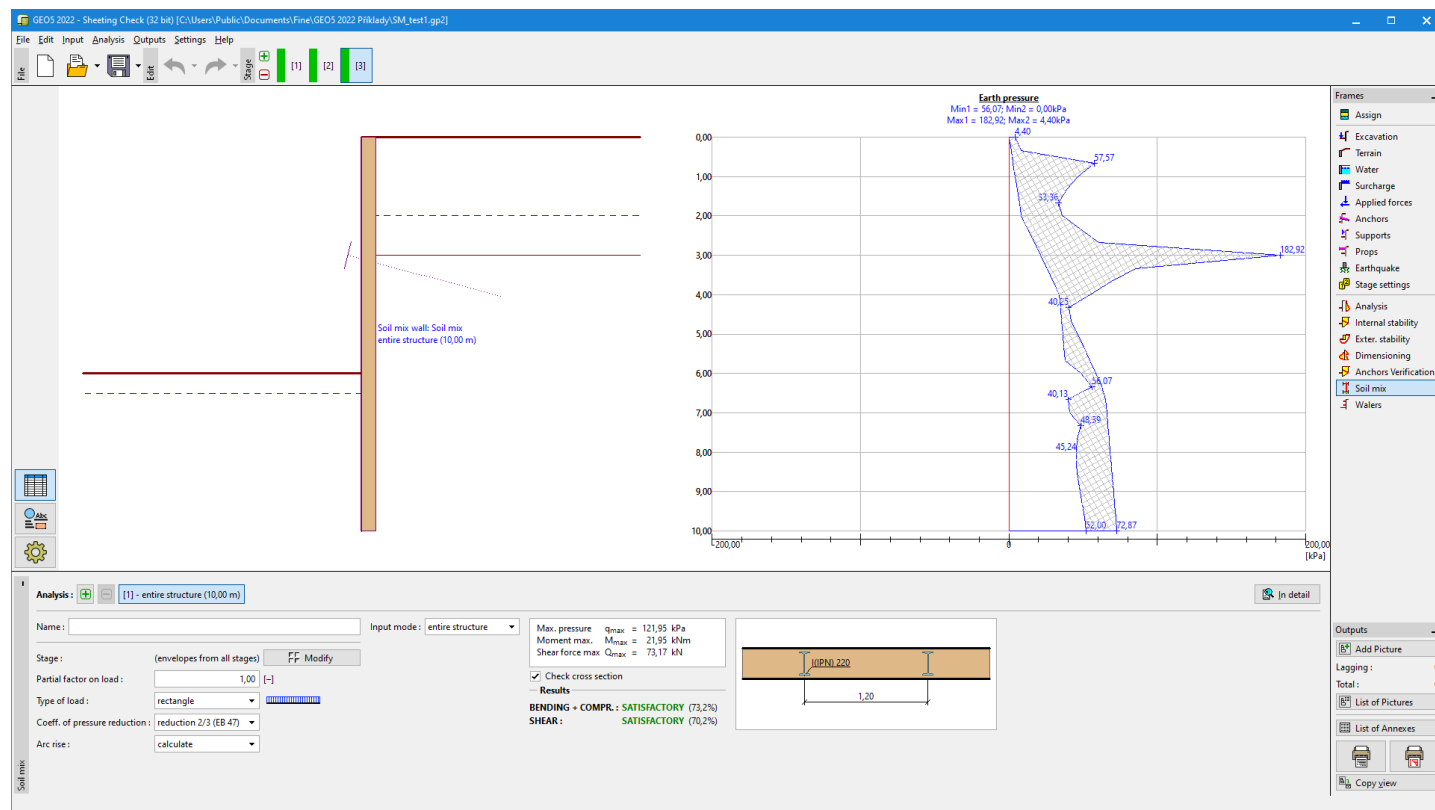 GEO5 2022 - Sheeting Check (32 bit) [C:\Users\Public\Documents\Fine\GEO5 2022 Příklady\SM_test1.gp2]
File Edit Input Analysis Outputs Settings Help
File
Edit
Stage
[1] [2] [3]
Soil mix wall: Soil mix
entire structure (10,00 m)
Earth pressure
Min1 = 56,07; Min2 = 0,00kPa
Max1 = 182,92; Max2 = 4,40kPa
4,40
0,00
57,57
1,00
53,36
2,00
182,92
3,00
40,25
4,00
5,00
6,00
56,07
40,13
7,00
48,39
45,24
8,00
9,00
52,00 72,87
10,00
-200,00 0 200,00
[kPa]
Frames
Assign
Excavation
Terrain
Water
Surcharge
Applied forces
Anchors
Supports
Props
Earthquake
Stage settings
Analysis
Internal stability
Exter. stability
Dimensioning
Anchors Verification
Soil mix
Walers
Abc
Soil mix
Analysis : [1] - entire structure (10,00 m)
In detail
Name :
Input mode : entire structure
Stage : (envelopes from all stages) Modify
Partial factor on load : 1,00 [–]
Type of load : rectangle
Coeff. of pressure reduction : reduction 2/3 (EB 47)
Arc rise : calculate
Max. pressure qmax = 121,95 kPa
Moment max. Mmax = 21,95 kNm
Shear force max Qmax = 73,17 kN
Check cross section
Results
BENDING + COMPR. : SATISFACTORY (73,2%)
SHEAR : SATISFACTORY (70,2%)
I(IPN) 220
1,20
Outputs
Add Picture
Lagging :
Total :
List of Pictures
List of Annexes
Copy view